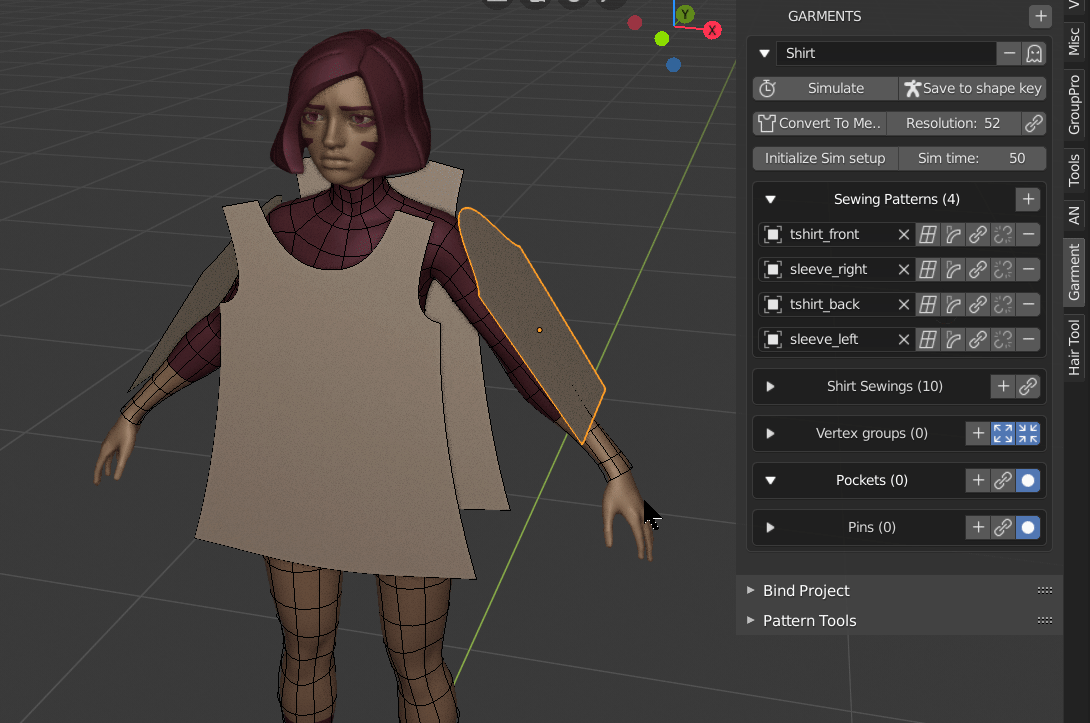 Y
X
V
GARMENTS
+
Misc
Shirt
Simulate
Save to shape key
GroupPro
Convert To Me..
Resolution: 52
Initialize Sim setup
Sim time: 50
Tools
Sewing Patterns (4)
AN
tshirt_front
sleeve_right
Garment
tshirt_back
sleeve_left
Hair Tool
Shirt Sewings (10)
Vertex groups (0)
Pockets (0)
Pins (0)
Bind Project
Pattern Tools